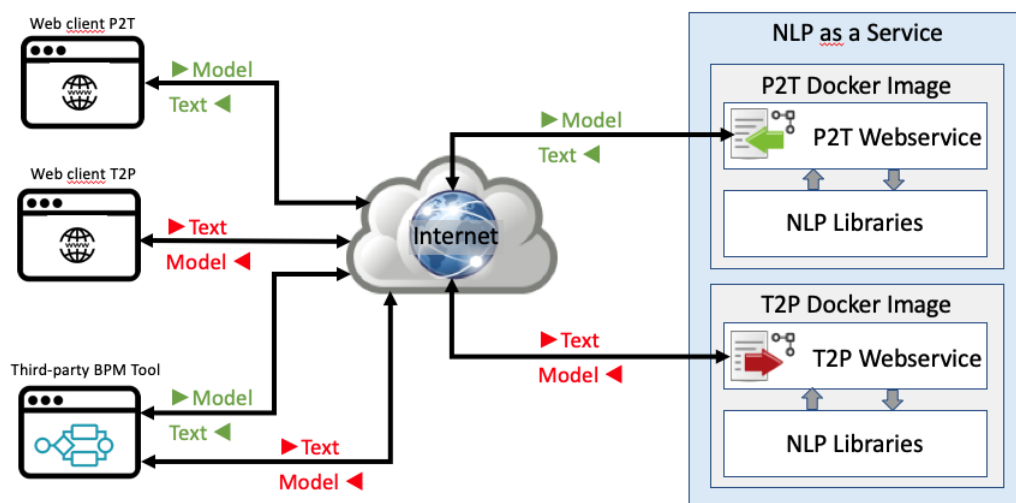 Web client P2T
www
▶ Model
Text ◀
Web client T2P
www
▶ Text
Model ◀
Third-party BPM Tool
▶ Model
Text ◀
▶ Text
Model ◀
Internet
▶ Model
Text ◀
▶ Text
Model ◀
NLP as a Service
P2T Docker Image
P2T Webservice
NLP Libraries
T2P Docker Image
T2P Webservice
NLP Libraries